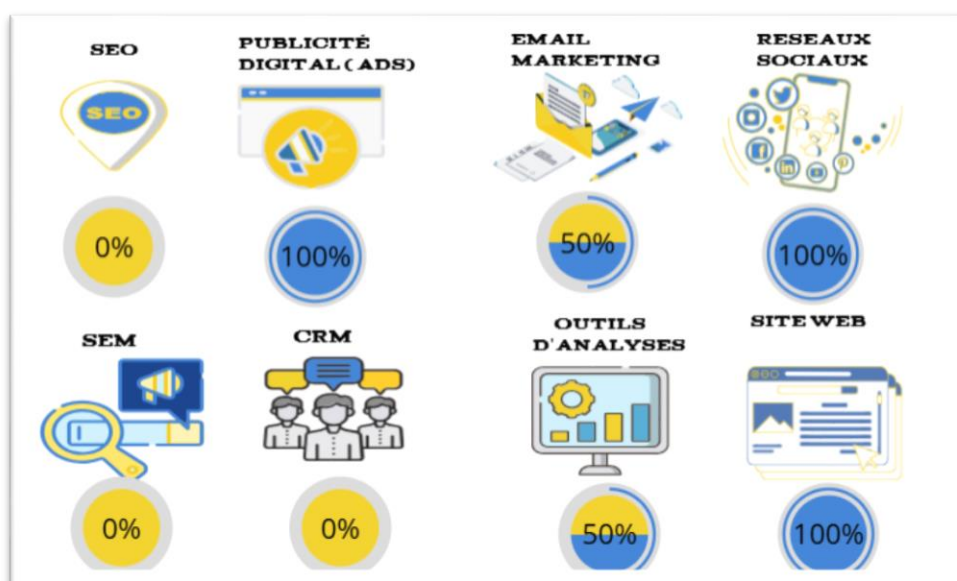 SEO
PUBLICITÉ
DIGITAL ( ADS)
EMAIL
MARKETING
RESEAUX
SOCIAUX
SEO
0%
100%
50%
100%
SEM
CRM
OUTILS
D'ANALYSES
SITE WEB
0%
0%
50%
100%